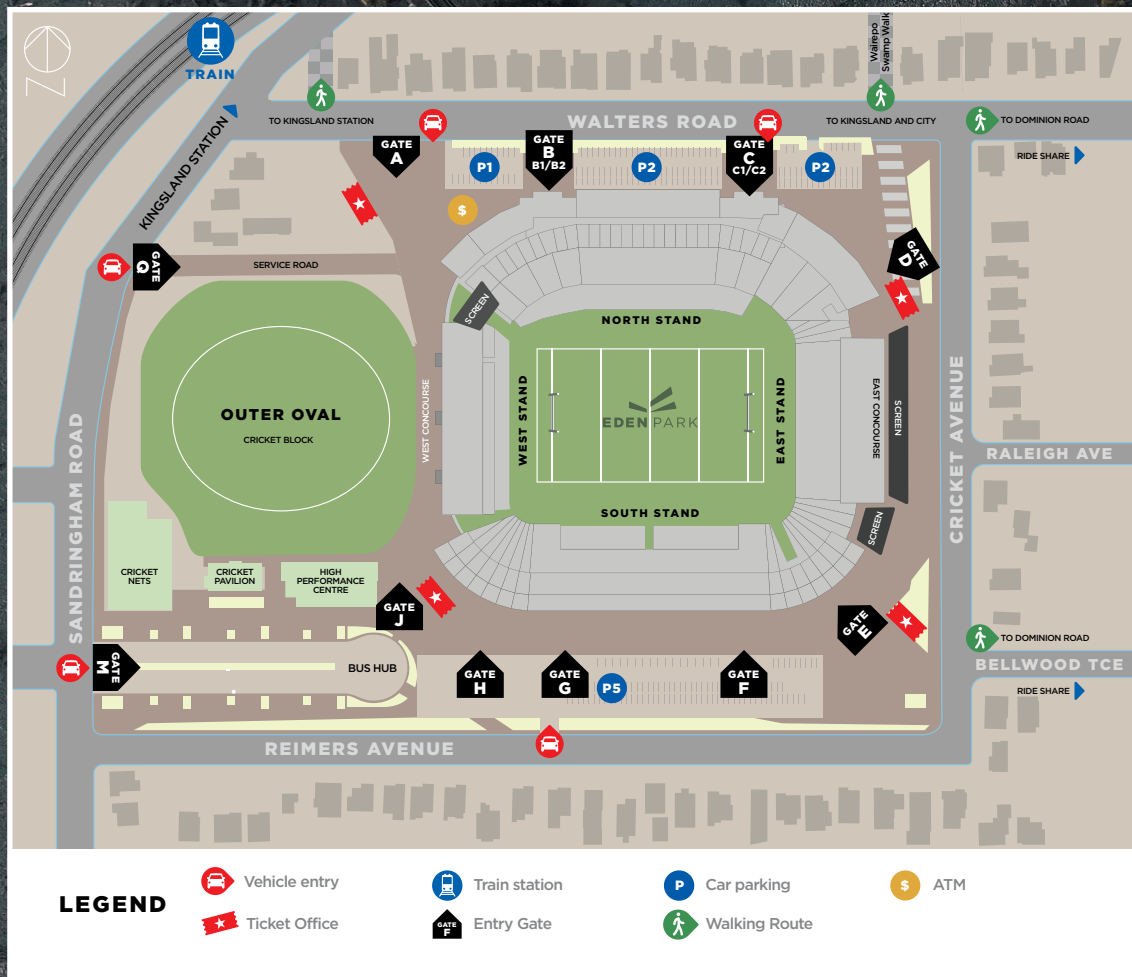 TRAIN
Wairepo
Swamp Walk
TO KINGSLAND STATION
WALTERS ROAD
TO KINGSLAND AND CITY
TO DOMINION ROAD
RIDE SHARE
KINGSLAND STATION
GATE
A
P1
GATE
B
B1/B2
P2
GATE
C
C1/C2
P2
$
GATE
D
GATE
Q
SERVICE ROAD
SCREEN
NORTH STAND
OUTER OVAL
CRICKET BLOCK
WEST CONCOURSE
WEST STAND
EDEN PARK
EAST STAND
EAST CONCOURSE
SCREEN
CRICKET AVENUE
RALEIGH AVE
SANDRINGHAM ROAD
SOUTH STAND
SCREEN
CRICKET
NETS
CRICKET
PAVILION
HIGH
PERFORMANCE
CENTRE
GATE
J
GATE
E
TO DOMINION ROAD
BELLWOOD TCE
RIDE SHARE
GATE
M
BUS HUB
GATE
H
GATE
G
P5
GATE
F
REIMERS AVENUE
LEGEND
Vehicle entry
Train station
P
Car parking
$
ATM
Ticket Office
GATE
F
Entry Gate
Walking Route